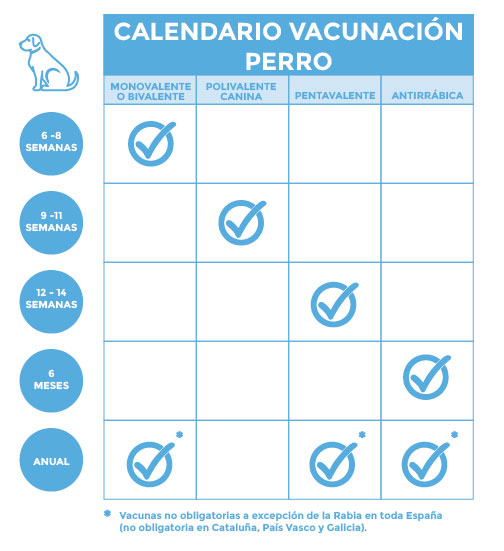 CALENDARIO VACUNACIÓN
PERRO
MONOVALENTE
O BIVALENTE
POLIVALENTE
CANINA
PENTAVALENTE
ANTIRRÁBICA
6 -8
SEMANAS
9 -11
SEMANAS
12 - 14
SEMANAS
6
MESES
ANUAL
*
*
*
* Vacunas no obligatorias a excepción de la Rabia en toda España
(no obligatoria en Cataluña, País Vasco y Galicia).